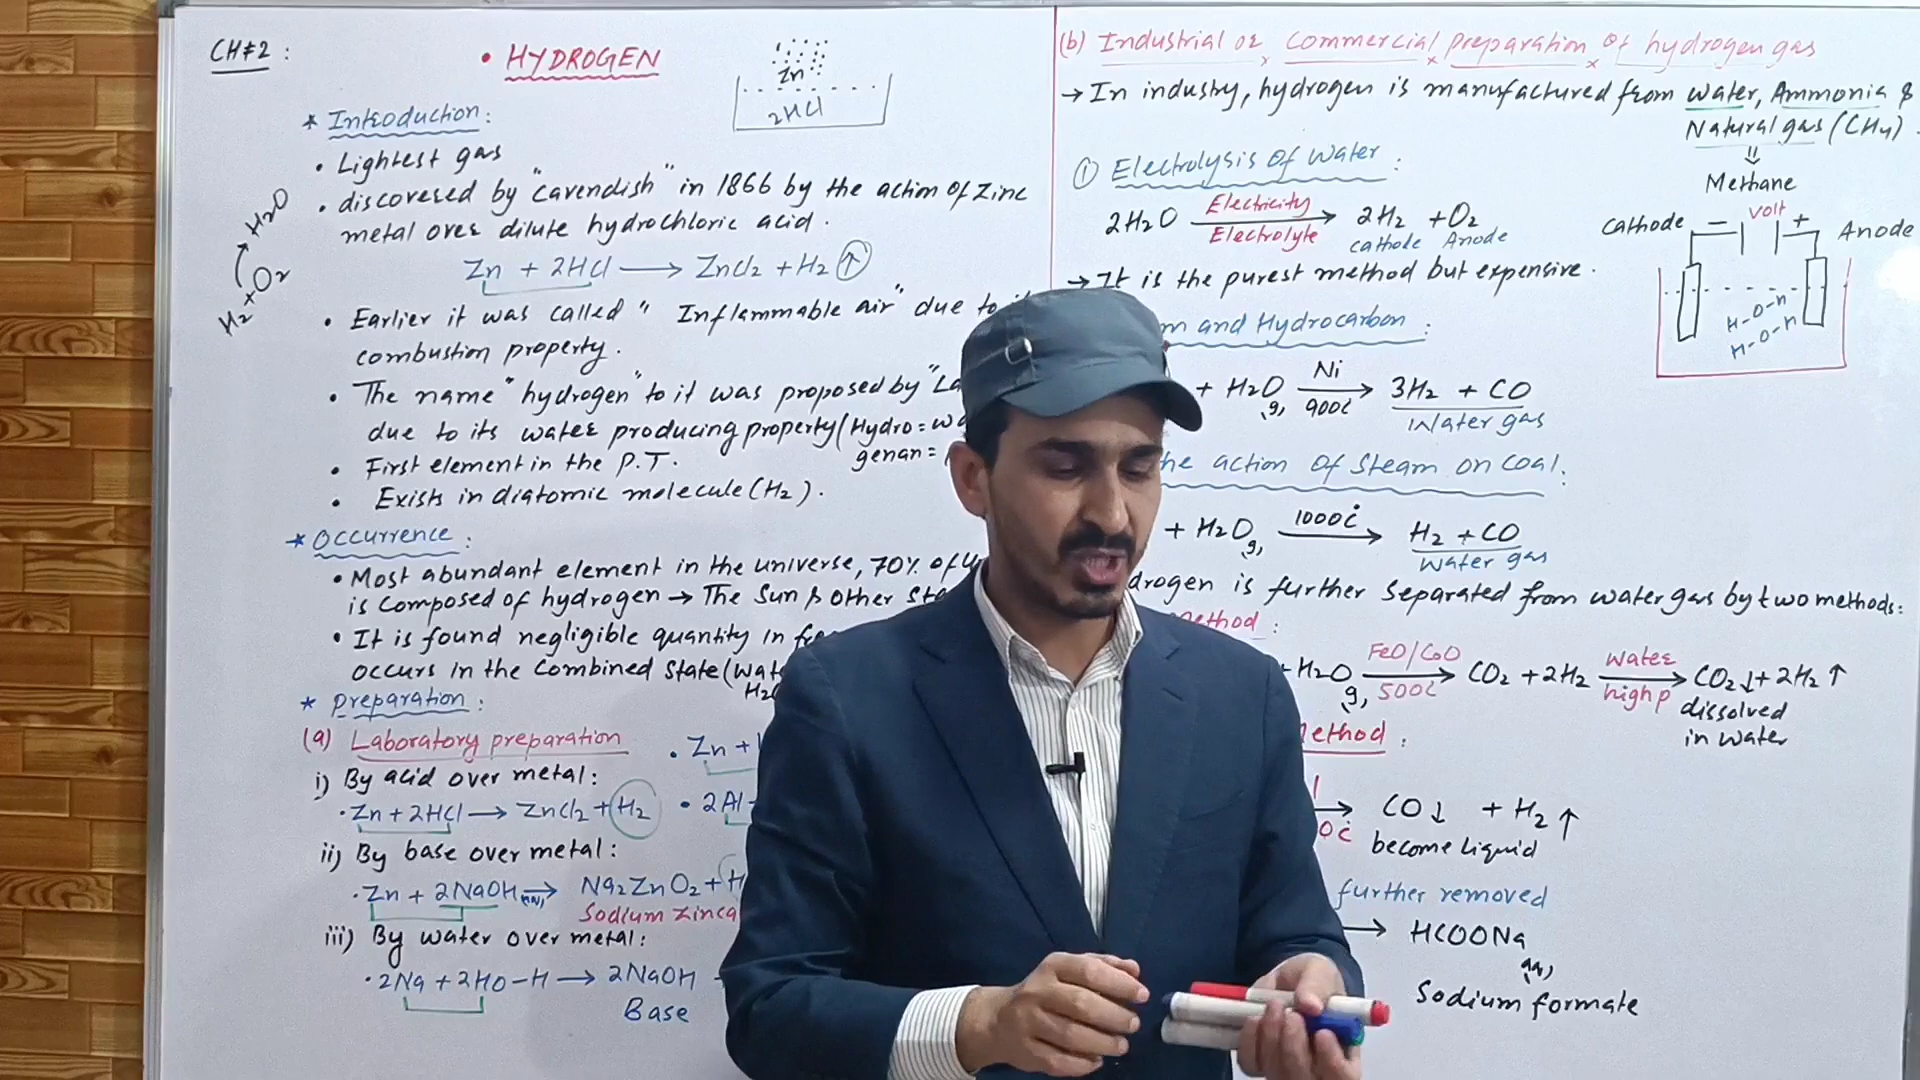 CH#2:
• HYDROGEN
Zn
2HCl
* Introduction:
• Lightest gas
• discovered by "Cavendish" in 1866 by the action of Zinc
metal over dilute hydrochloric acid.
Zn + 2HCl → ZnCl2 + H2 ↑
H2+O2 → H2O
• Earlier it was called "Inflammable air" due to
combustion property.
• The name "hydrogen" to it was proposed by "La
due to its water producing property (Hydro = wa
genan =
• First element in the P.T.
• Exists in diatomic molecule (H2).
* Occurrence:
• Most abundant element in the universe, 70% of
is composed of hydrogen → The Sun & other
• It is found negligible quantity in
occurs in the combined state (Wat
H2O
* preparation:
(a) Laboratory preparation
i) By acid over metal:
• Zn + 2HCl → ZnCl2 + H2
• Zn +
• 2Al
ii) By base over metal:
• Zn + 2NaOH(aq) → Na2ZnO2 + H
Sodium zinca
iii) By water over metal:
• 2Na + 2HO-H → 2NaOH
Base
(b) Industrial or commercial preparation of hydrogen gas
→ In industry, hydrogen is manufactured from water, Ammonia &
Natural gas (CH4).
⇓
Methane
① Electrolysis of water:
2H2O Electricity Electrolyte → 2H2 + O2
cathode Anode
→ It is the purest method but expensive.
Cathode − Volt + Anode
H-O-H
H-O-H
m and Hydrocarbon:
+ H2O(g) Ni 900c → 3H2 + CO
Water gas
he action of steam on coal.
+ H2O(g) 1000c → H2 + CO
Water gas
drogen is further separated from water gas by two methods:
Method:
+ H2O(g) FeO/CoO 500c → CO2 + 2H2 Water high p → CO2 ↓ + 2H2 ↑
dissolved
in water
Method:
→ CO ↓ + H2 ↑
become liquid
further removed
→ HCOONa
(aq)
Sodium formate